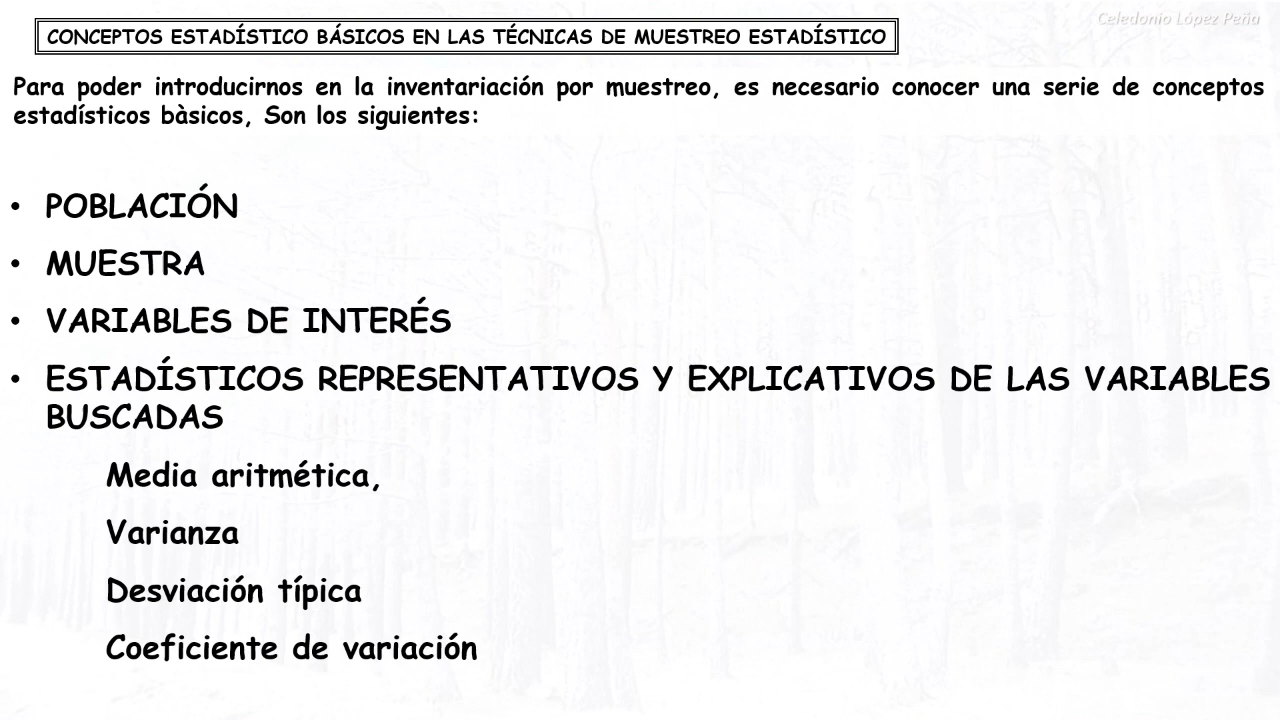 Celedonio López Peña
CONCEPTOS ESTADÍSTICO BÁSICOS EN LAS TÉCNICAS DE MUESTREO ESTADÍSTICO
Para poder introducirnos en la inventariación por muestreo, es necesario conocer una serie de conceptos
estadísticos bàsicos, Son los siguientes:
• POBLACIÓN
• MUESTRA
• VARIABLES DE INTERÉS
• ESTADÍSTICOS REPRESENTATIVOS Y EXPLICATIVOS DE LAS VARIABLES
BUSCADAS
Media aritmética,
Varianza
Desviación típica
Coeficiente de variación